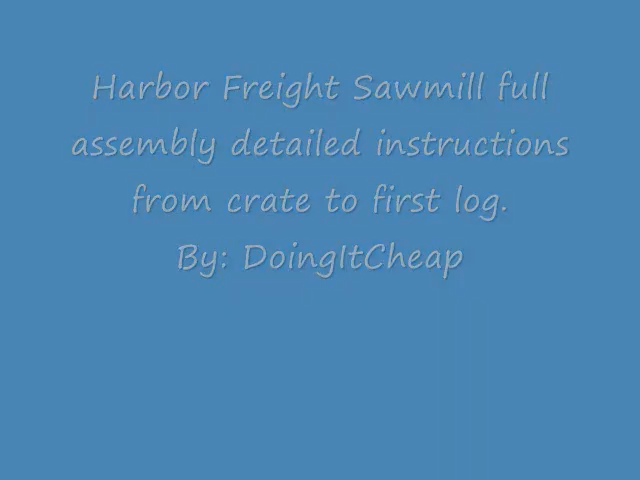 Harbor Freight Sawmill full
assembly detailed instructions
from crate to first log.
By: DoingItCheap